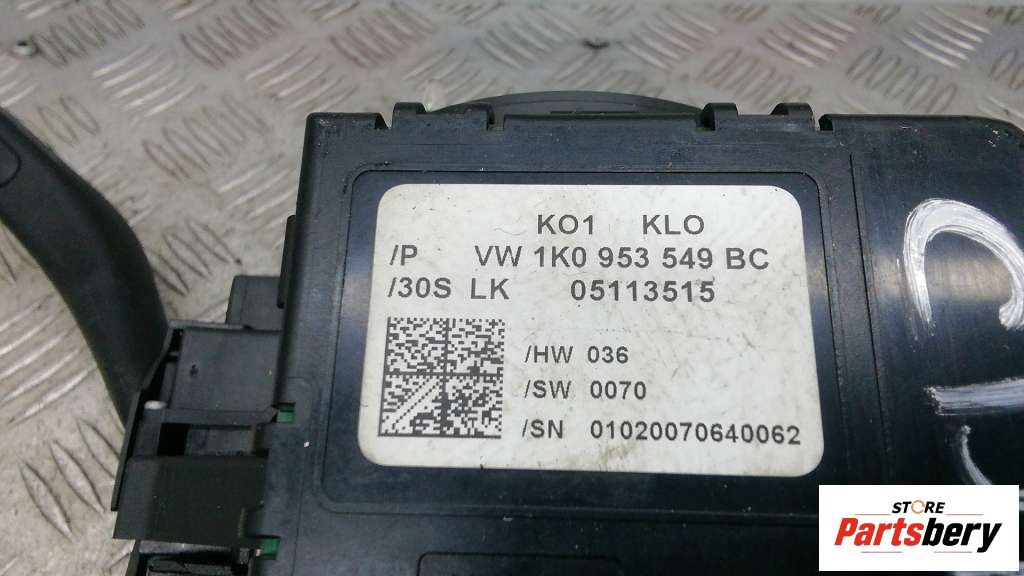 KO1 KLO
/P VW 1K0 953 549 BC
/30S LK 05113515
/HW 036
/SW 0070
/SN 01020070640062
STORE
Partsbery